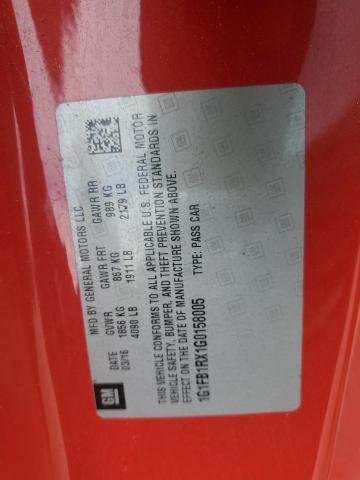 MFD BY GENERAL MOTORS LLC
DATE GVWR GAWR FRT GAWR RR
03/16 1856 KG 867 KG 989 KG
4090 LB 1911 LB 2179 LB
THIS VEHICLE CONFORMS TO ALL APPLICABLE U.S. FEDERAL MOTOR
VEHICLE SAFETY, BUMPER, AND THEFT PREVENTION STANDARDS IN
EFFECT ON THE DATE OF MANUFACTURE SHOWN ABOVE.
1G1FB1RX1G0158005 TYPE: PASS CAR
GM